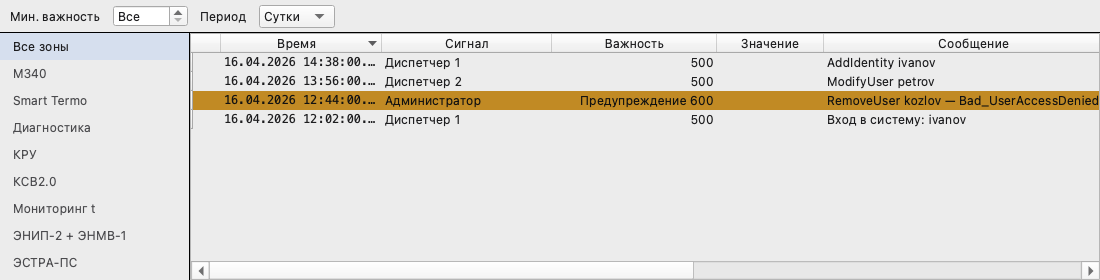 Мин. важность Все Период Сутки
Все зоны
М340
Smart Termo
Диагностика
КРУ
КСВ2.0
Мониторинг t
ЭНИП-2 + ЭНМВ-1
ЭСТРА-ПС
Время Сигнал Важность Значение Сообщение
16.04.2026 14:38:00.… Диспетчер 1 500 AddIdentity ivanov
16.04.2026 13:56:00.… Диспетчер 2 500 ModifyUser petrov
16.04.2026 12:44:00.… Администратор Предупреждение 600 RemoveUser kozlov — Bad_UserAccessDenied
16.04.2026 12:02:00.… Диспетчер 1 500 Вход в систему: ivanov